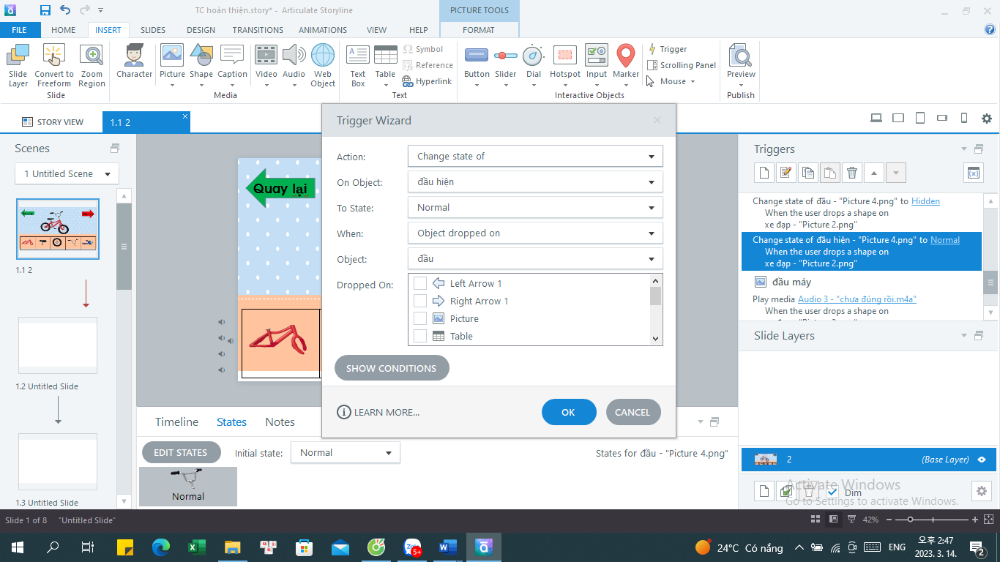 TC hoàn thiện.story* - Articulate Storyline
PICTURE TOOLS
FILE
HOME
INSERT
SLIDES
DESIGN
TRANSITIONS
ANIMATIONS
VIEW
HELP
FORMAT
Slide Layer
Convert to Freeform
Zoom Region
Slide
Character
Picture
Shape
Caption
Video
Audio
Web Object
Media
Text Box
Table
Symbol
Reference
Hyperlink
Text
Button
Slider
Dial
Hotspot
Input
Marker
Trigger
Scrolling Panel
Mouse
Interactive Objects
Preview
Publish
STORY VIEW
1.1 2
Scenes
1 Untitled Scene
1.1 2
1.2 Untitled Slide
1.3 Untitled Slide
Quay lại
Trigger Wizard
Action: Change state of
On Object: đầu hiện
To State: Normal
When: Object dropped on
Object: đầu
Dropped On:
Left Arrow 1
Right Arrow 1
Picture
Table
SHOW CONDITIONS
LEARN MORE...
OK
CANCEL
Timeline
States
Notes
EDIT STATES
Initial state: Normal
States for đầu - "Picture 4.png"
Normal
Triggers
Change state of đầu - "Picture 4.png" to Hidden
When the user drops a shape on
xe đạp - "Picture 2.png"
Change state of đầu hiện - "Picture 4.png" to Normal
When the user drops a shape on
xe đạp - "Picture 2.png"
đầu máy
Play media Audio 3 - "chưa đúng rồi.m4a"
When the user drops a shape on
Slide Layers
2 (Base Layer)
Dim
Activate Windows
Go to Settings to activate Windows.
Slide 1 of 8 "Untitled Slide"
42%
Zalo 5+
24°C Có nắng
ENG
오후 2:47
2023. 3. 14.
2